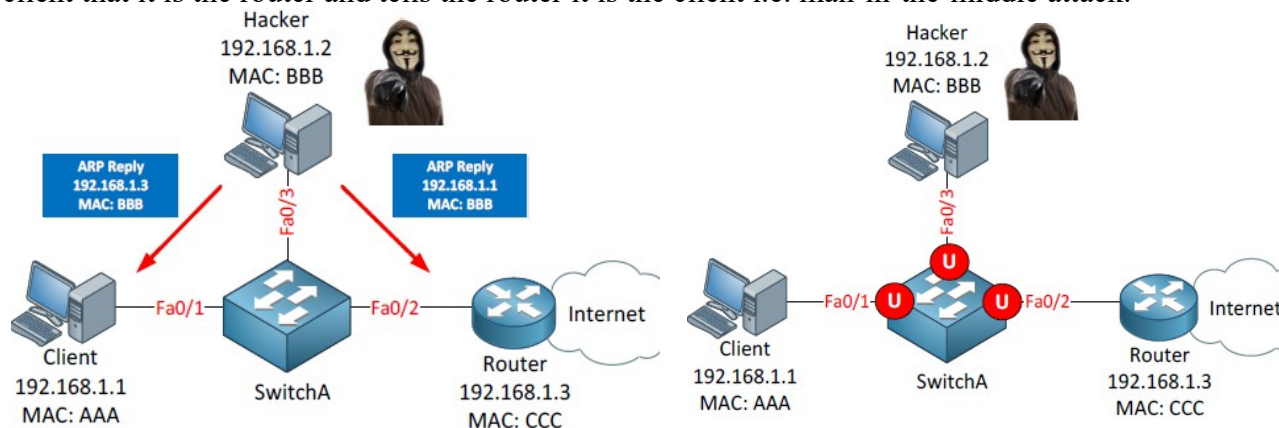 client that it is the router and tells the router it is the client i.e. man-in-the-middle attack.
Hacker
192.168.1.2
MAC: BBB
ARP Reply
192.168.1.3
MAC: BBB
ARP Reply
192.168.1.1
MAC: BBB
Fa0/3
Fa0/1
Fa0/2
Internet
Client
192.168.1.1
MAC: AAA
SwitchA
Router
192.168.1.3
MAC: CCC
Hacker
192.168.1.2
MAC: BBB
Fa0/3
U
Fa0/1
U
U
Fa0/2
Internet
Client
192.168.1.1
MAC: AAA
SwitchA
Router
192.168.1.3
MAC: CCC